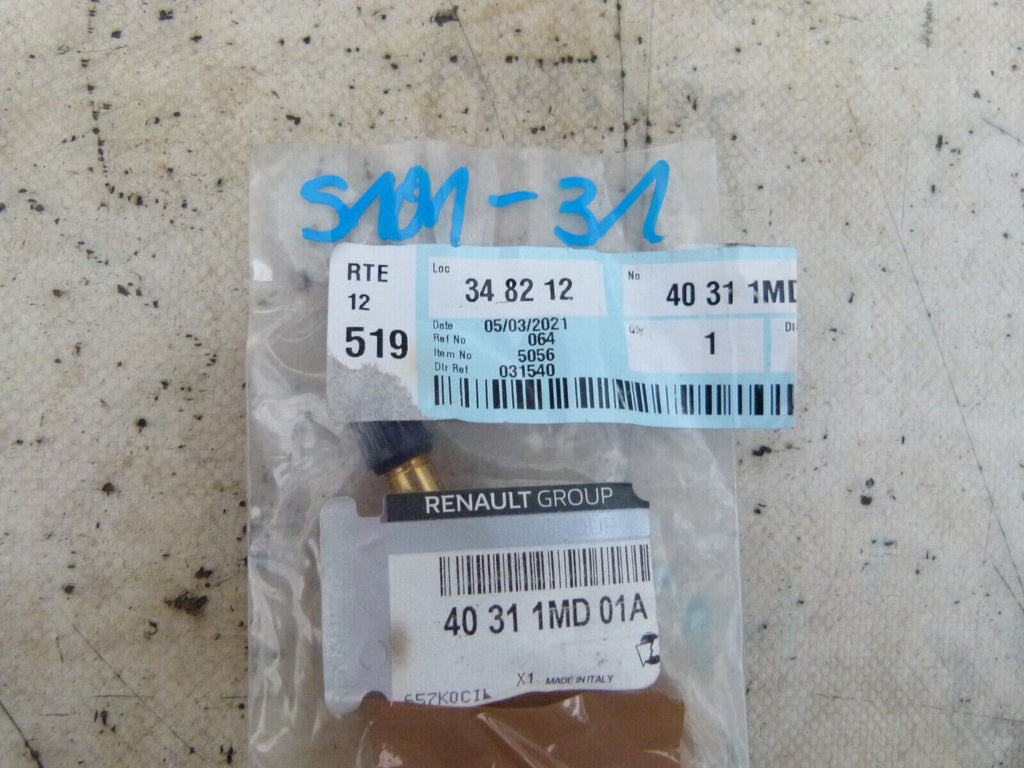 S101-31
RTE
12
519
Loc
34 82 12
No
40 31 1MD
Date 05/03/2021
Ref No 064
Item No 5056
Dlr Ref 031540
Qty
1
RENAULT GROUP
40 31 1MD 01A
X1 MADE IN ITALY